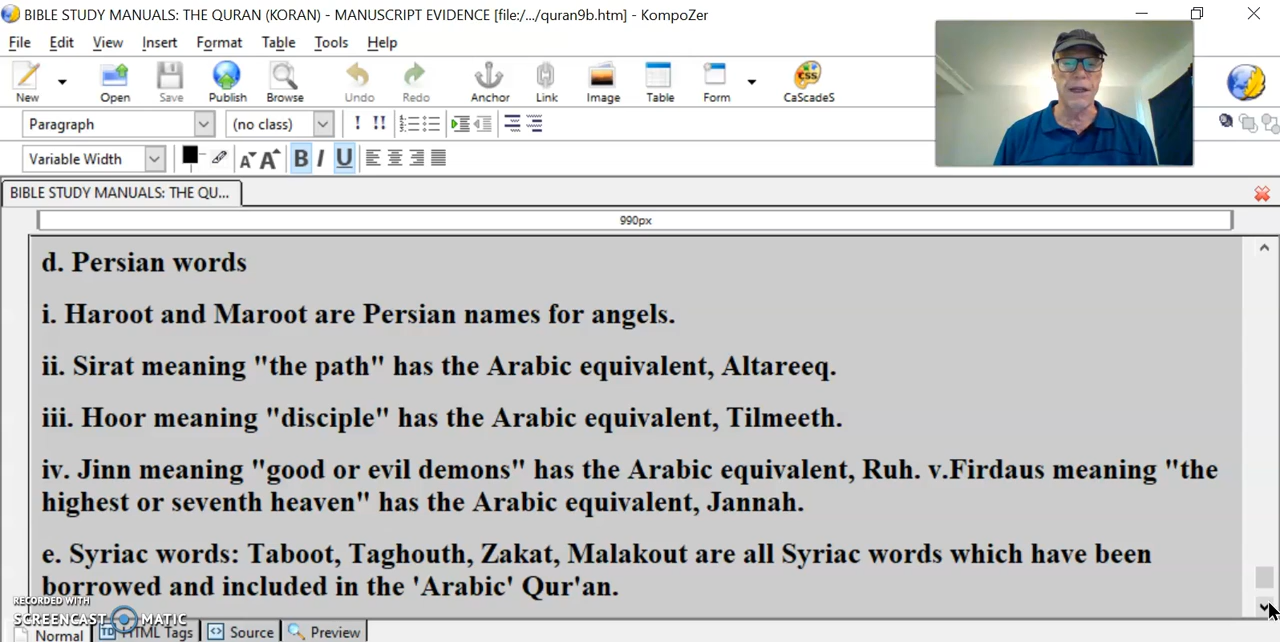 BIBLE STUDY MANUALS: THE QURAN (KORAN) - MANUSCRIPT EVIDENCE [file:/.../quran9b.htm] - KompoZer
File Edit View Insert Format Table Tools Help
New Open Save Publish Browse Undo Redo Anchor Link Image Table Form CaScadeS
Paragraph (no class) ! !!
Variable Width A A B I U
BIBLE STUDY MANUALS: THE QU...
990px
d. Persian words
i. Haroot and Maroot are Persian names for angels.
ii. Sirat meaning "the path" has the Arabic equivalent, Altareeq.
iii. Hoor meaning "disciple" has the Arabic equivalent, Tilmeeth.
iv. Jinn meaning "good or evil demons" has the Arabic equivalent, Ruh. v.Firdaus meaning "the
highest or seventh heaven" has the Arabic equivalent, Jannah.
e. Syriac words: Taboot, Taghouth, Zakat, Malakout are all Syriac words which have been
borrowed and included in the 'Arabic' Qur'an.
RECORDED WITH
SCREENCAST MATIC
Normal HTML Tags Source Preview